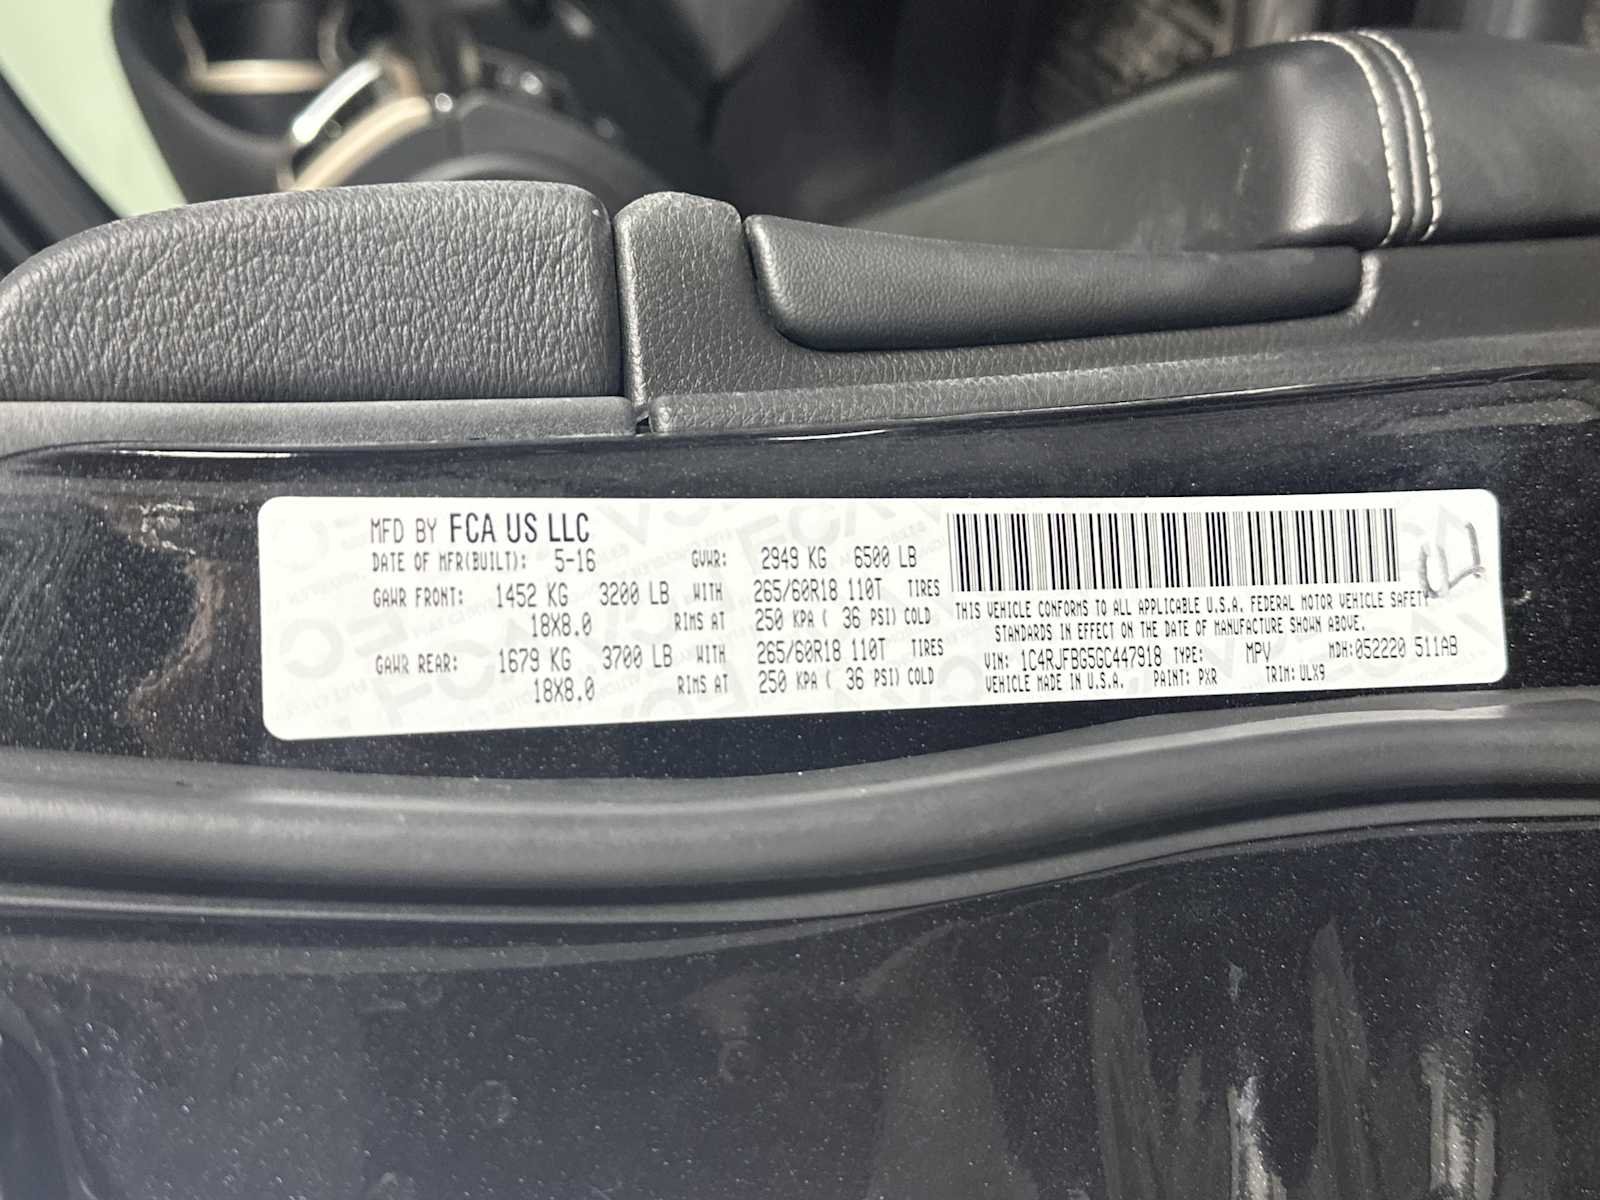 MFD BY FCA US LLC
DATE OF MFR(BUILT): 5-16 GVWR: 2949 KG 6500 LB
GAWR FRONT: 1452 KG 3200 LB WITH 265/60R18 110T TIRES
18X8.0 RIMS AT 250 KPA ( 36 PSI) COLD
GAWR REAR: 1679 KG 3700 LB WITH 265/60R18 110T TIRES
18X8.0 RIMS AT 250 KPA ( 36 PSI) COLD
THIS VEHICLE CONFORMS TO ALL APPLICABLE U.S.A. FEDERAL MOTOR VEHICLE SAFETY
STANDARDS IN EFFECT ON THE DATE OF MANUFACTURE SHOWN ABOVE.
VIN: 1C4RJFBG5GC447918 TYPE: MPV MDH: 052220 511AB
VEHICLE MADE IN U.S.A. PAINT: PXR TRIM: ULX9